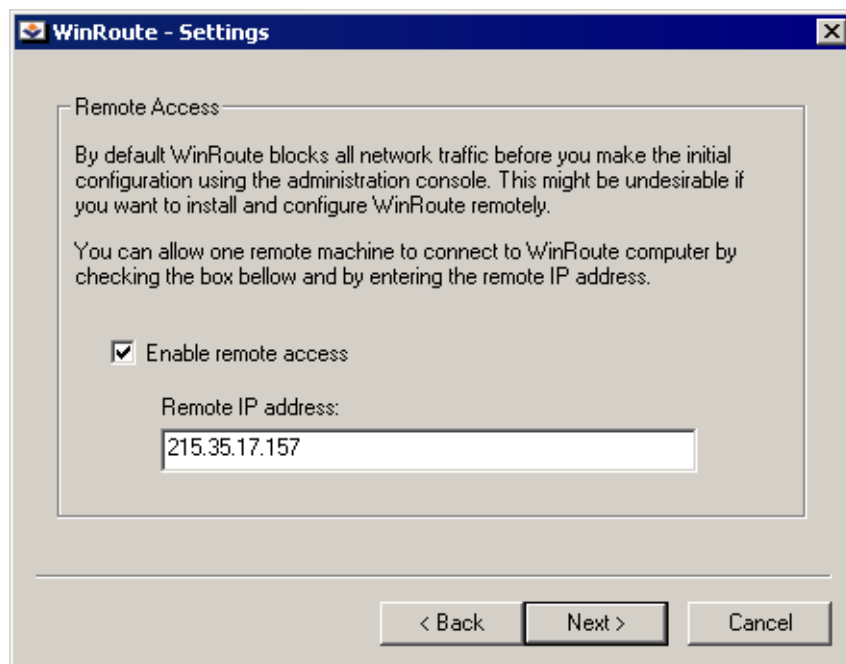 WinRoute - Settings
Remote Access
By default WinRoute blocks all network traffic before you make the initial
configuration using the administration console. This might be undesirable if
you want to install and configure WinRoute remotely.
You can allow one remote machine to connect to WinRoute computer by
checking the box bellow and by entering the remote IP address.
Enable remote access
Remote IP address:
215.35.17.157
< Back
Next >
Cancel